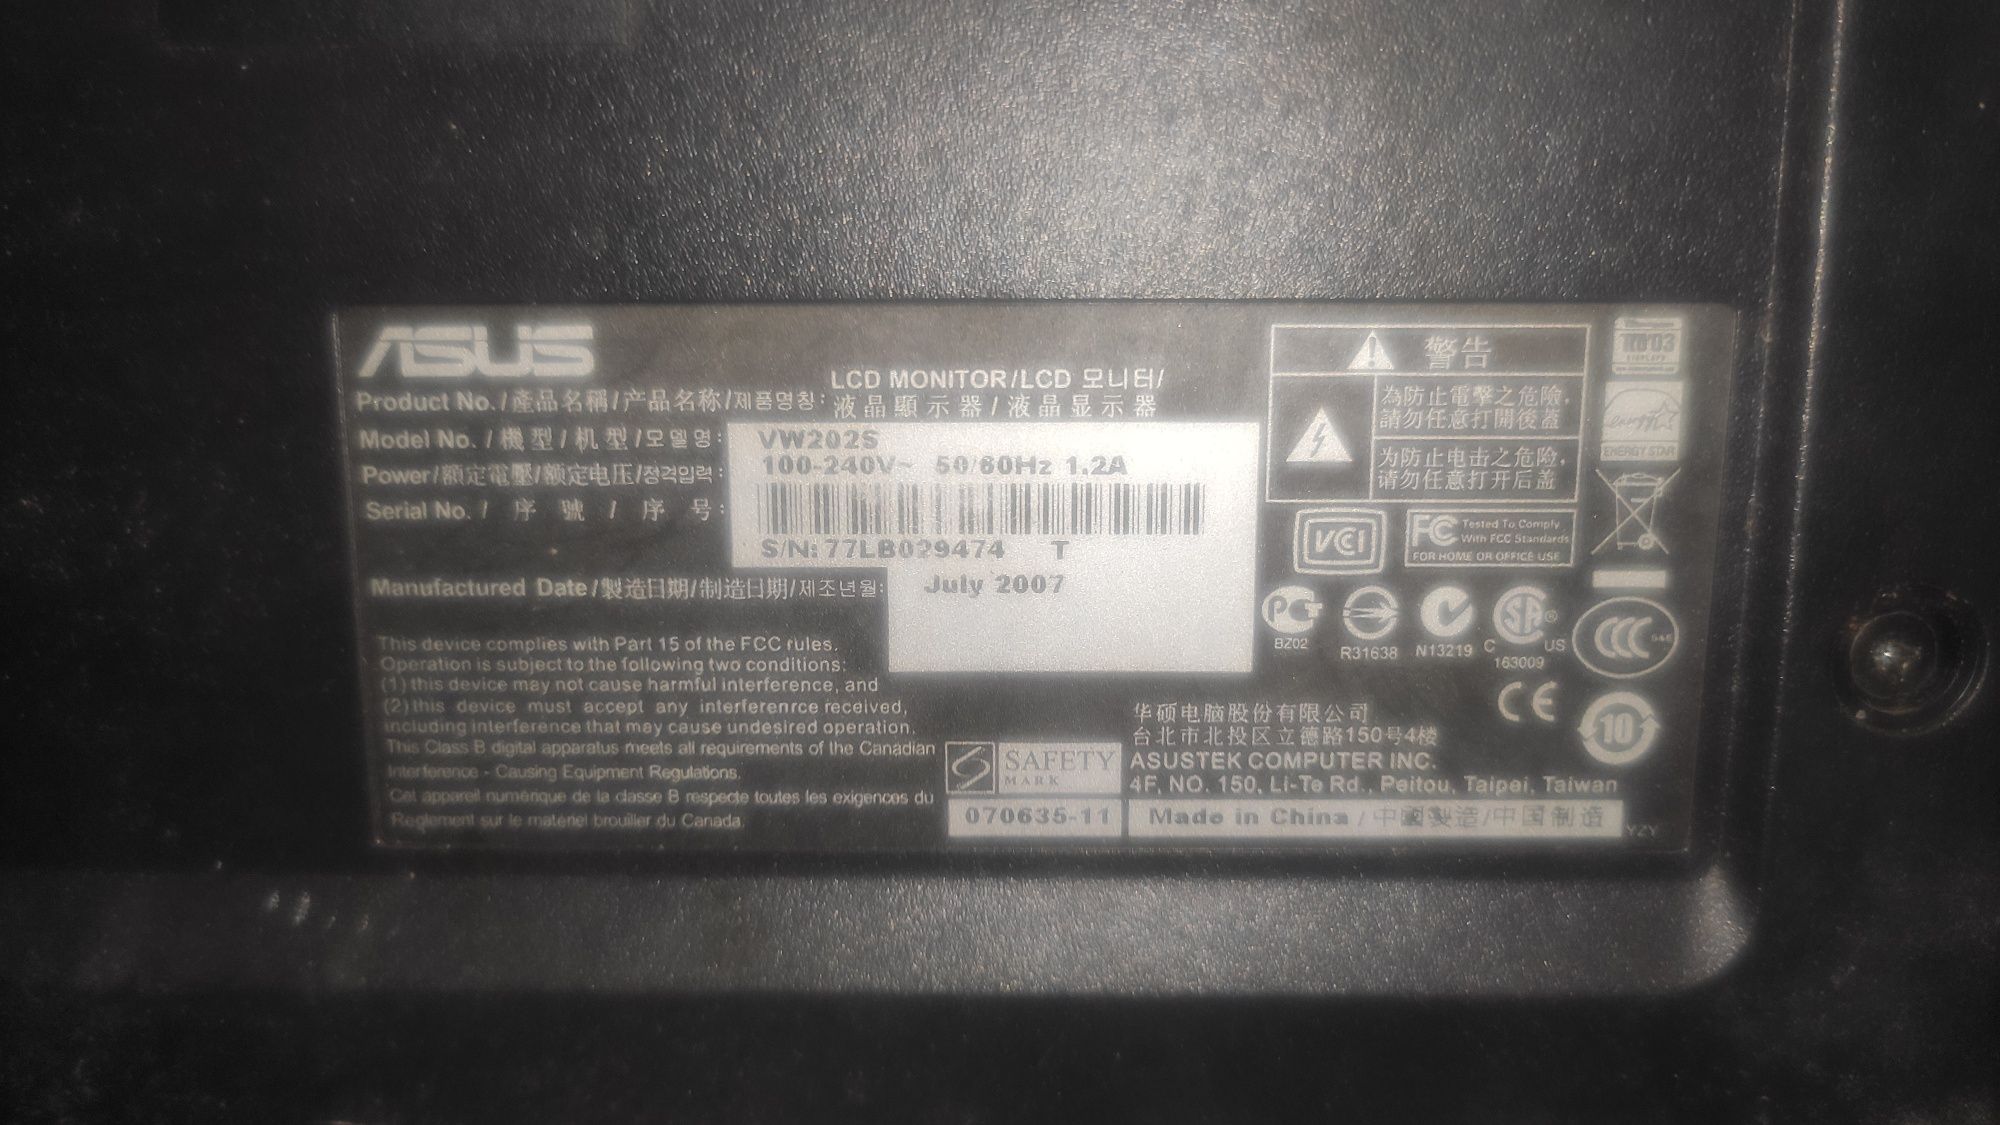 ASUS
LCD MONITOR/LCD 모니터/
Product No./產品名稱/产品名称/제품명칭: 液晶顯示器/液晶显示器
Model No./機型/机型/모델명: VW202S
Power/額定電壓/额定电压/정격입력: 100-240V~ 50/60Hz 1.2A
Serial No./ 序 號 / 序 号:
S/N:77LB029474 T
Manufactured Date/製造日期/制造日期/제조년월: July 2007
This device complies with Part 15 of the FCC rules.
Operation is subject to the following two conditions:
(1) this device may not cause harmful interference, and
(2) this device must accept any interferenrce received,
including interference that may cause undesired operation.
This Class B digital apparatus meets all requirements of the Canadian
Interference - Causing Equipment Regulations.
Cet appareil numérique de la classe B respecte toutes les exigences du
Reglement sur le matériel brouiller du Canada.
SAFETY
MARK
070635-11
警告
為防止電擊之危險,
請勿任意打開後蓋
为防止电击之危险,
请勿任意打开后盖
TCO'03
DISPLAYS
energy
ENERGY STAR
VCI
FC Tested To Comply
With FCC Standards
FOR HOME OR OFFICE USE
PCT
BZ02
R31638
N13219
SA ®
C US
163009
CCC S&E
CE
10
华硕电脑股份有限公司
台北市北投区立德路150号4楼
ASUSTEK COMPUTER INC.
4F, NO. 150, Li-Te Rd., Peitou, Taipei, Taiwan
Made in China / 中國製造/中国制造
YZY